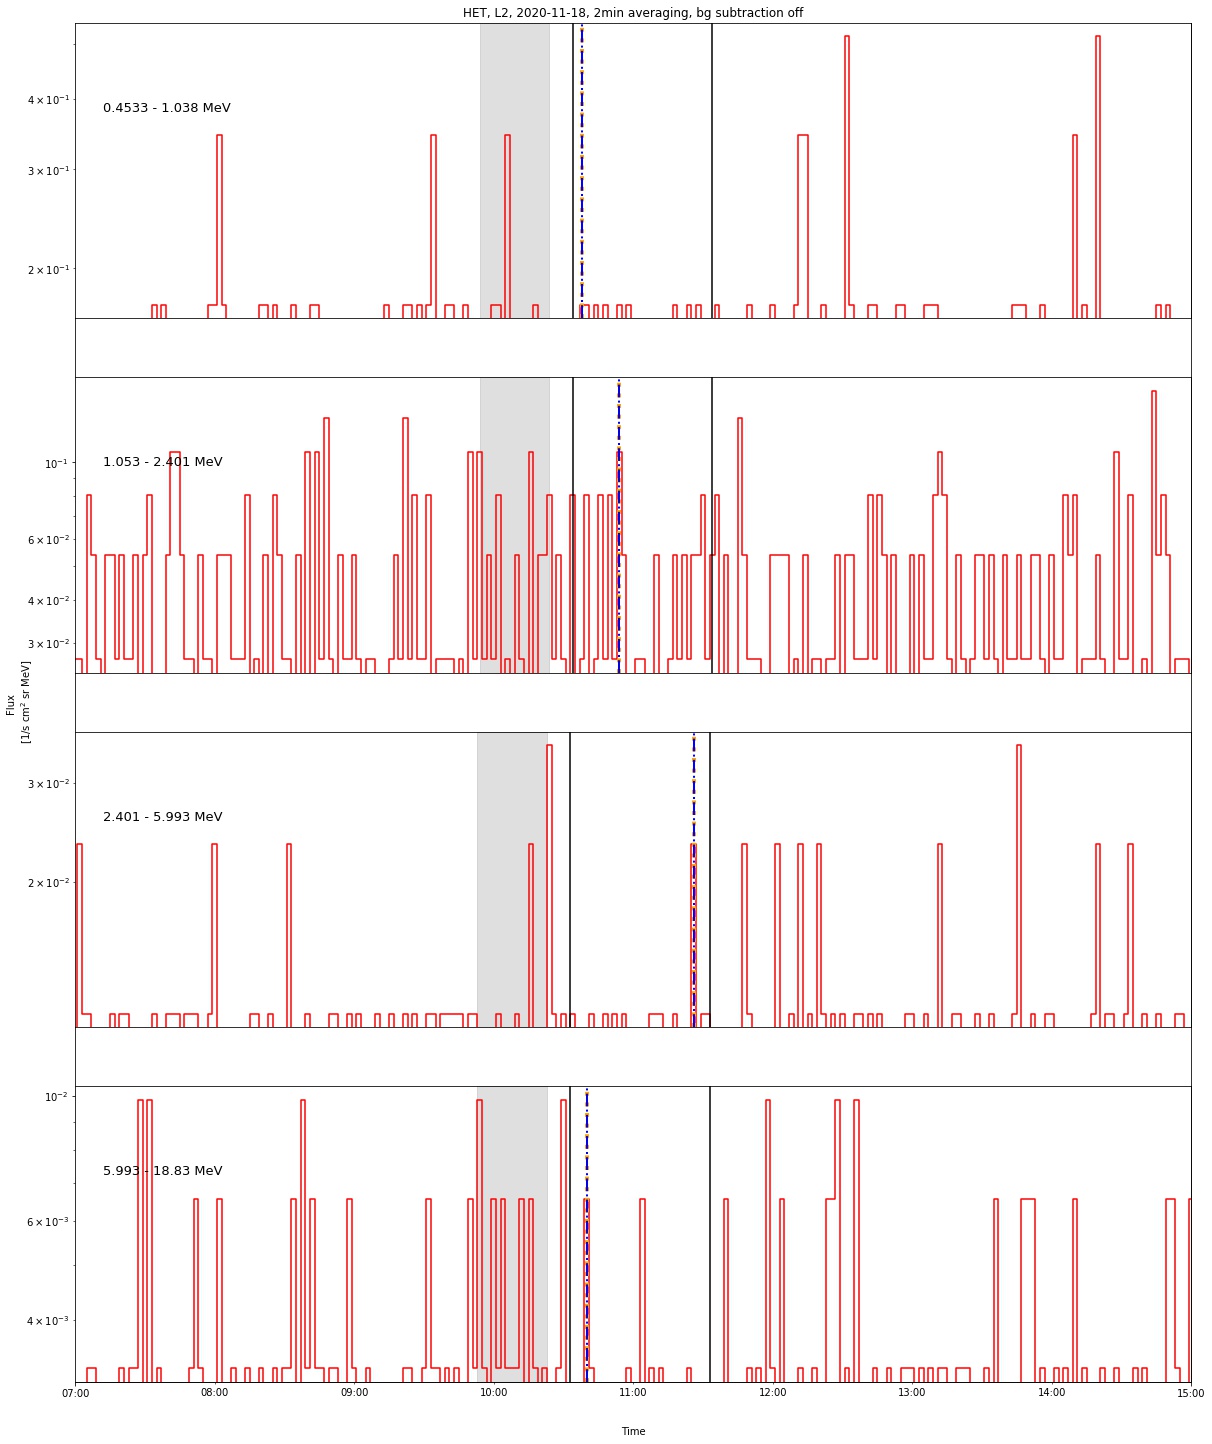 HET, L2, 2020-11-18, 2min averaging, bg subtraction off
4 × 10⁻¹
0.4533 - 1.038 MeV
3 × 10⁻¹
2 × 10⁻¹
10⁻¹
1.053 - 2.401 MeV
6 × 10⁻²
4 × 10⁻²
3 × 10⁻²
Flux
[1/s cm² sr MeV]
3 × 10⁻²
2.401 - 5.993 MeV
2 × 10⁻²
10⁻²
5.993 - 18.83 MeV
6 × 10⁻³
4 × 10⁻³
07:00 08:00 09:00 10:00 11:00 12:00 13:00 14:00 15:00
Time